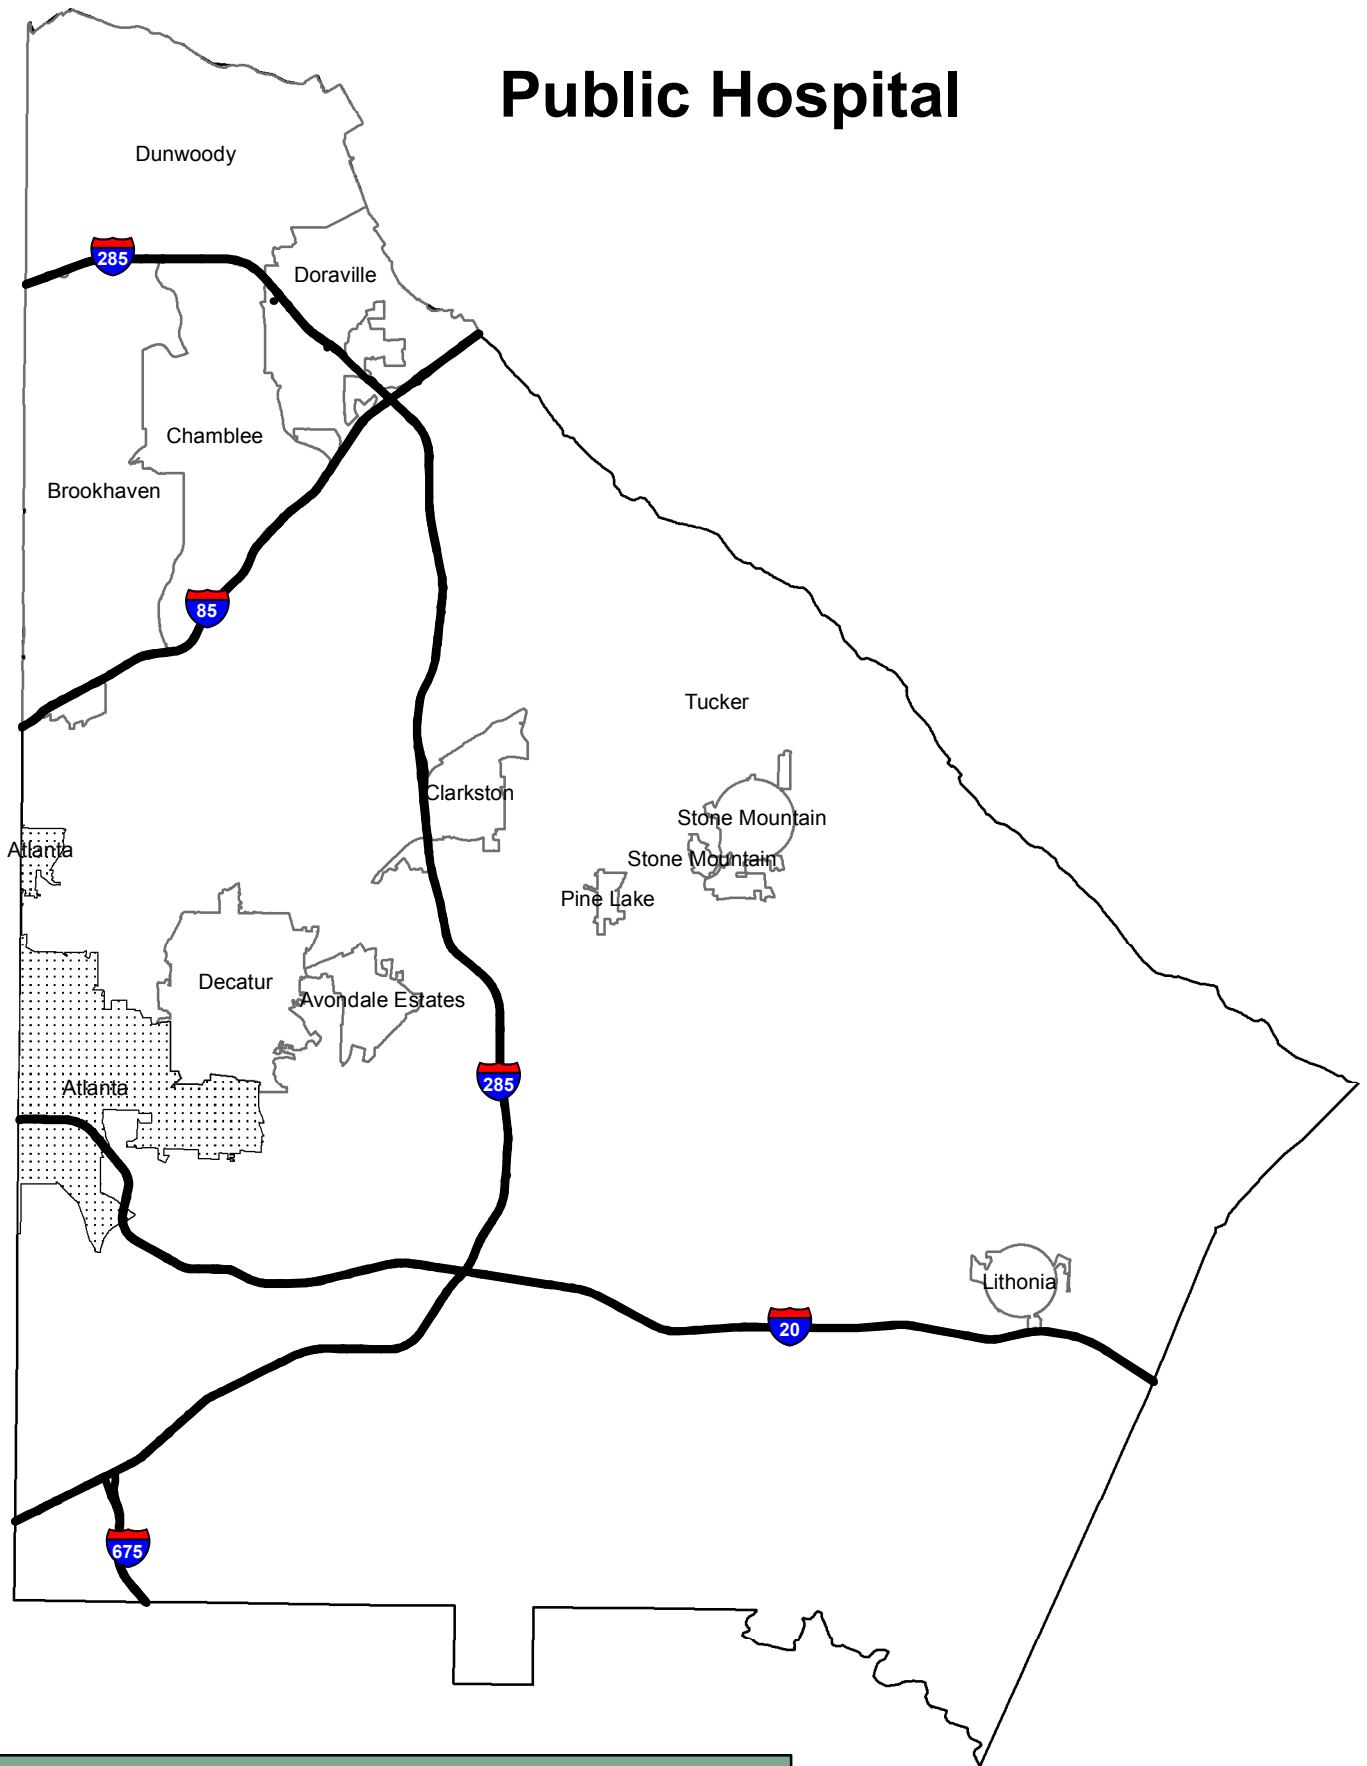 Public Hospital
Dunwoody
285
Doraville
Chamblee
Brookhaven
85
Tucker
Clarkston
Stone Mountain
Atlanta
Stone Mountain
Pine Lake
Decatur
Avondale Estates
285
Atlanta
Lithonia
20
675